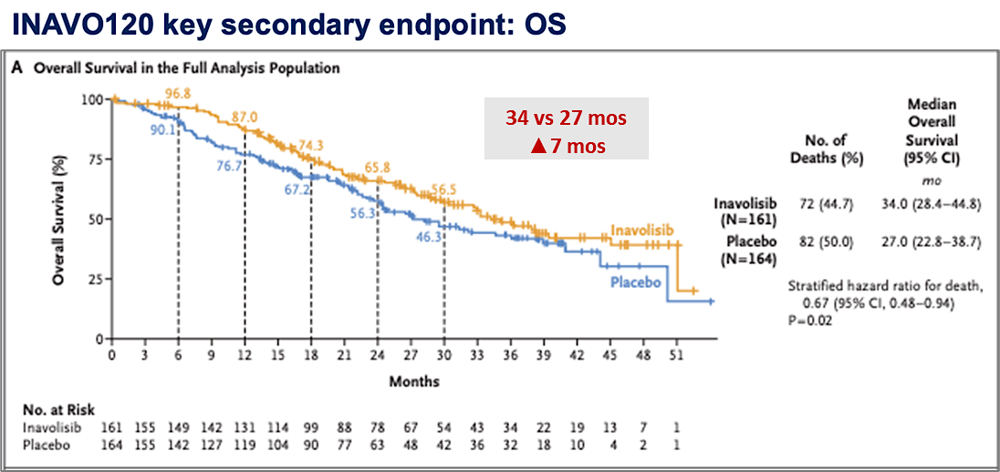 INAVO120 key secondary endpoint: OS
A Overall Survival in the Full Analysis Population
Overall Survival (%)
100
75
50
25
0
96.8
87.0
74.3
65.8
56.5
90.1
76.7
67.2
56.3
46.3
Inavolisib
Placebo
34 vs 27 mos
▲7 mos
0 3 6 9 12 15 18 21 24 27 30 33 36 39 42 45 48 51
Months
No. of Deaths (%)
Median Overall Survival (95% CI)
mo
Inavolisib (N=161) 72 (44.7) 34.0 (28.4–44.8)
Placebo (N=164) 82 (50.0) 27.0 (22.8–38.7)
Stratified hazard ratio for death,
0.67 (95% CI, 0.48–0.94)
P=0.02
No. at Risk
Inavolisib 161 155 149 142 131 114 99 88 78 67 54 43 34 22 19 13 7 1
Placebo 164 155 142 127 119 104 90 77 63 48 42 36 32 18 10 4 2 1